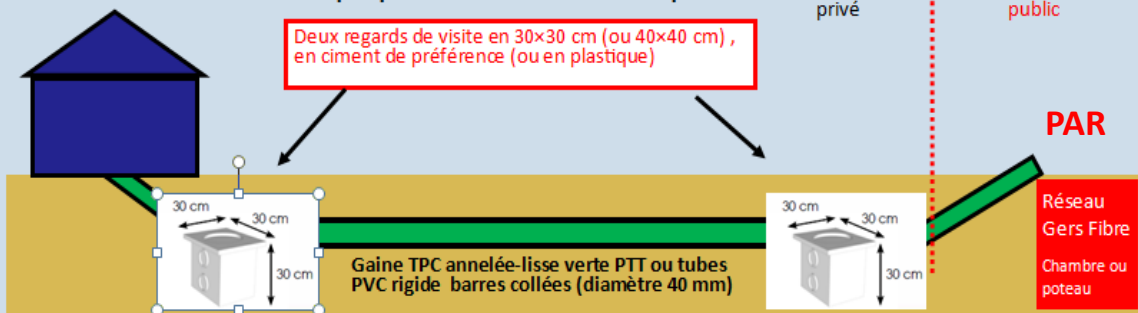 privé
public
Deux regards de visite en 30×30 cm (ou 40×40 cm) ,
en ciment de préférence (ou en plastique)
PAR
30 cm
30 cm
30 cm
30 cm
30 cm
30 cm
Réseau
Gers Fibre
Chambre ou
poteau
Gaine TPC annelée-lisse verte PTT ou tubes
PVC rigide barres collées (diamètre 40 mm)